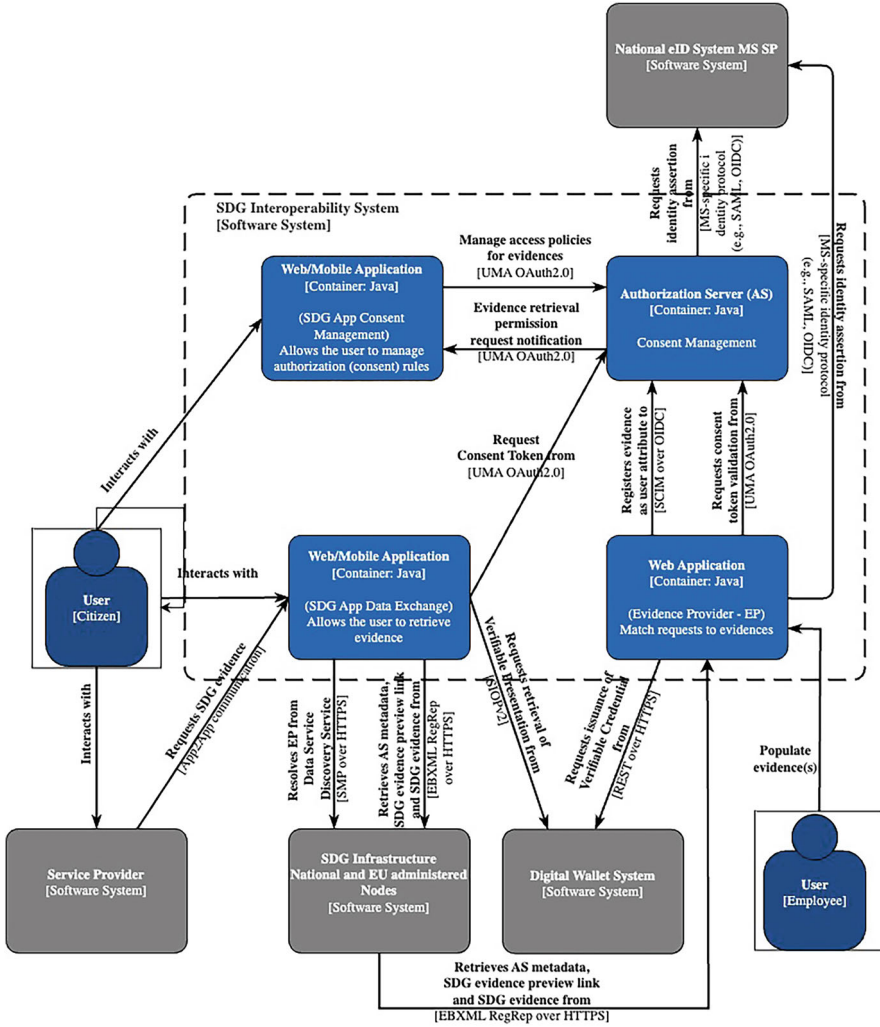 National eID System MS SP
[Software System]
Requests
identity assertion
from
[MS-specific i
dentity protocol
(e.g., SAML, OIDC)]
Requests identity assertion from
[MS-specific identity protocol
(e.g., SAML, OIDC)]
SDG Interoperability System
[Software System]
Web/Mobile Application
[Container: Java]
(SDG App Consent
Management)
Allows the user to manage
authorization (consent) rules
Manage access policies
for evidences
[UMA OAuth2.0]
Evidence retrieval
permission
request notification
[UMA OAuth2.0]
Authorization Server (AS)
[Container: Java]
Consent Management
Interacts with
Request
Consent Token from
[UMA OAuth2.0]
Registers evidence
as user attribute to
[SCIM over OIDC]
Requests consent
token validation from
[UMA OAuth2.0]
User
[Citizen]
Interacts with
Web/Mobile Application
[Container: Java]
(SDG App Data Exchange)
Allows the user to retrieve
evidence
Web Application
[Container: Java]
(Evidence Provider - EP)
Match requests to evidences
Interacts with
Requests SDG evidence
[App2App communication]
Resolves EP from
Data Service
Discovery Service
[SMP over HTTPS]
Retrieves AS metadata,
SDG evidence preview link
and SDG evidence from
[EBXML RegRep
over HTTPS]
Requests retrieval of
Verifiable Presentation from
[SIOPv2]
Requests issuance of
Verifiable Credential
from
[REST over HTTPS]
Populate
evidence(s)
Service Provider
[Software System]
SDG Infrastructure
National and EU administered
Nodes
[Software System]
Digital Wallet System
[Software System]
User
[Employee]
Retrieves AS metadata,
SDG evidence preview link
and SDG evidence from
[EBXML RegRep over HTTPS]